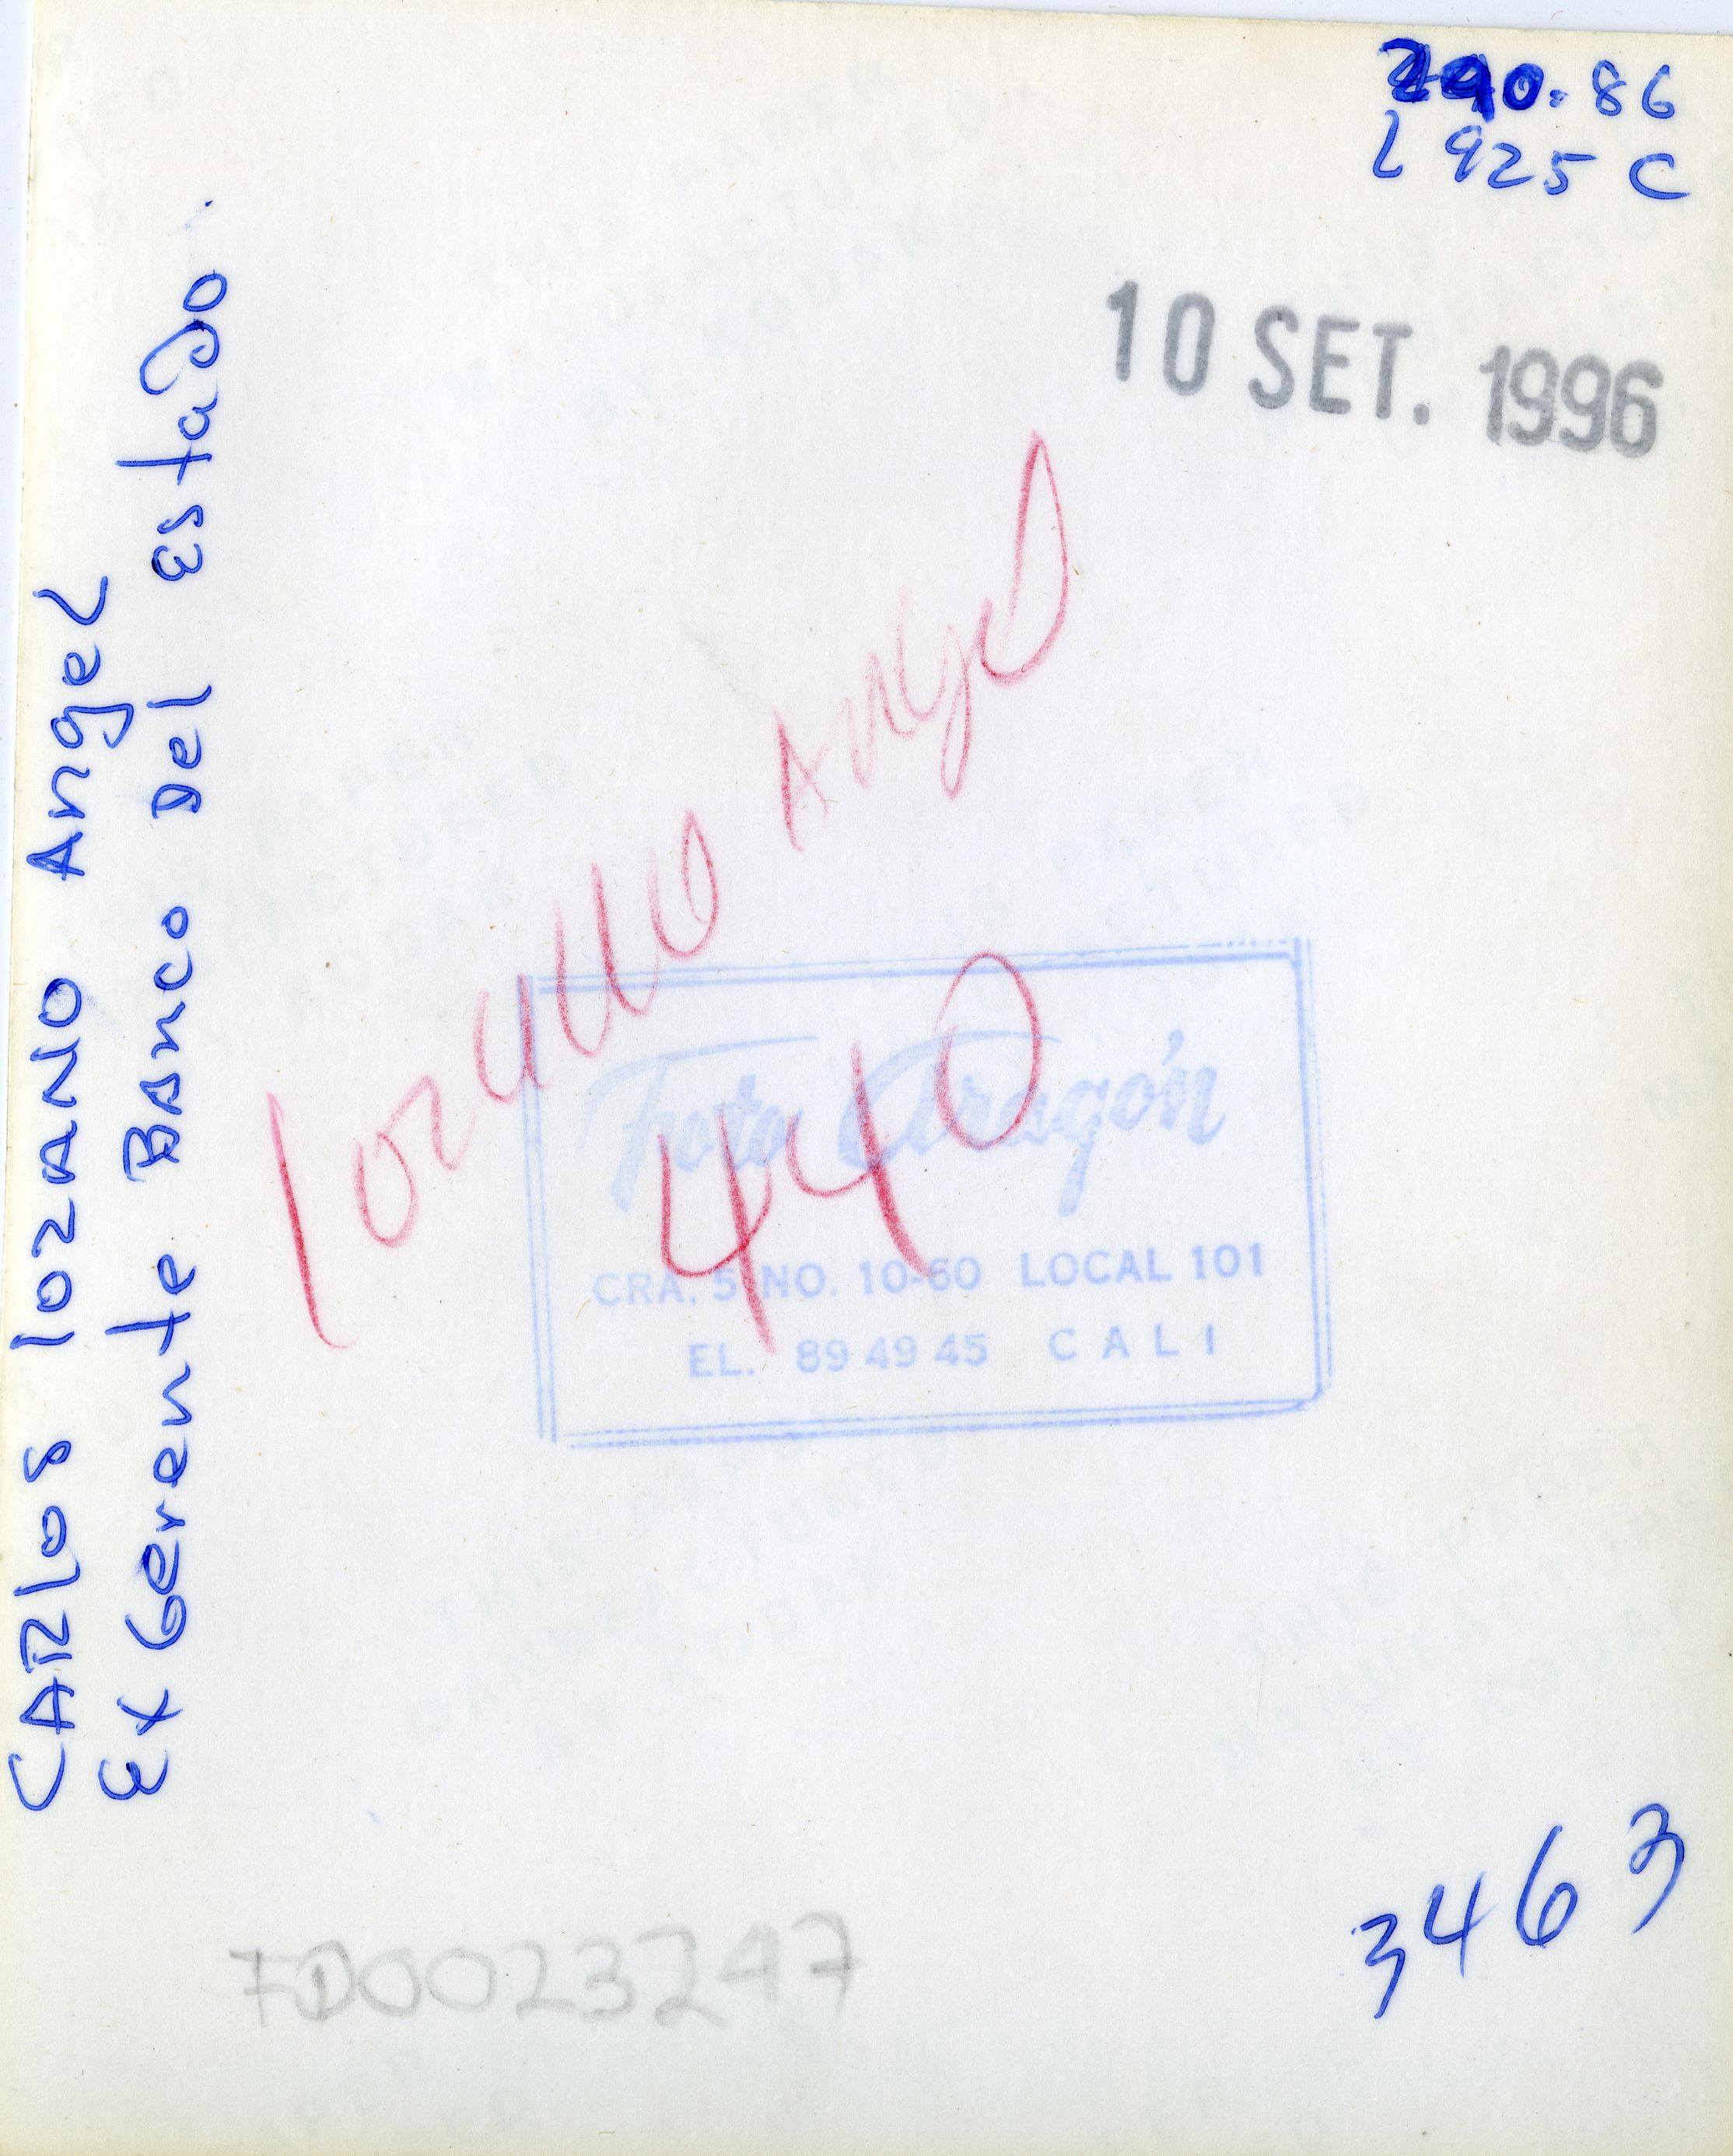 290.86
L925C
10 SET. 1996
CARlos lozANO Angel
Ex Gerente BANco Del Estado.
lozano Angel
440
Foto Aragón
CRA. 5 NO. 10-60 LOCAL 101
EL. 89 49 45 CALI
3463
FD0023247